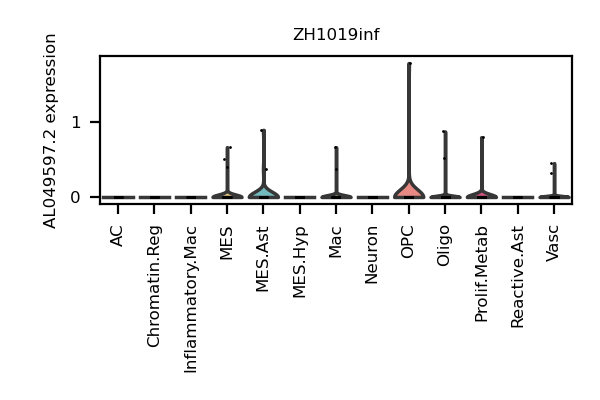 ZH1019inf
AL049597.2 expression
1
0
AC
Chromatin.Reg
Inflammatory.Mac
MES
MES.Ast
MES.Hyp
Mac
Neuron
OPC
Oligo
Prolif.Metab
Reactive.Ast
Vasc